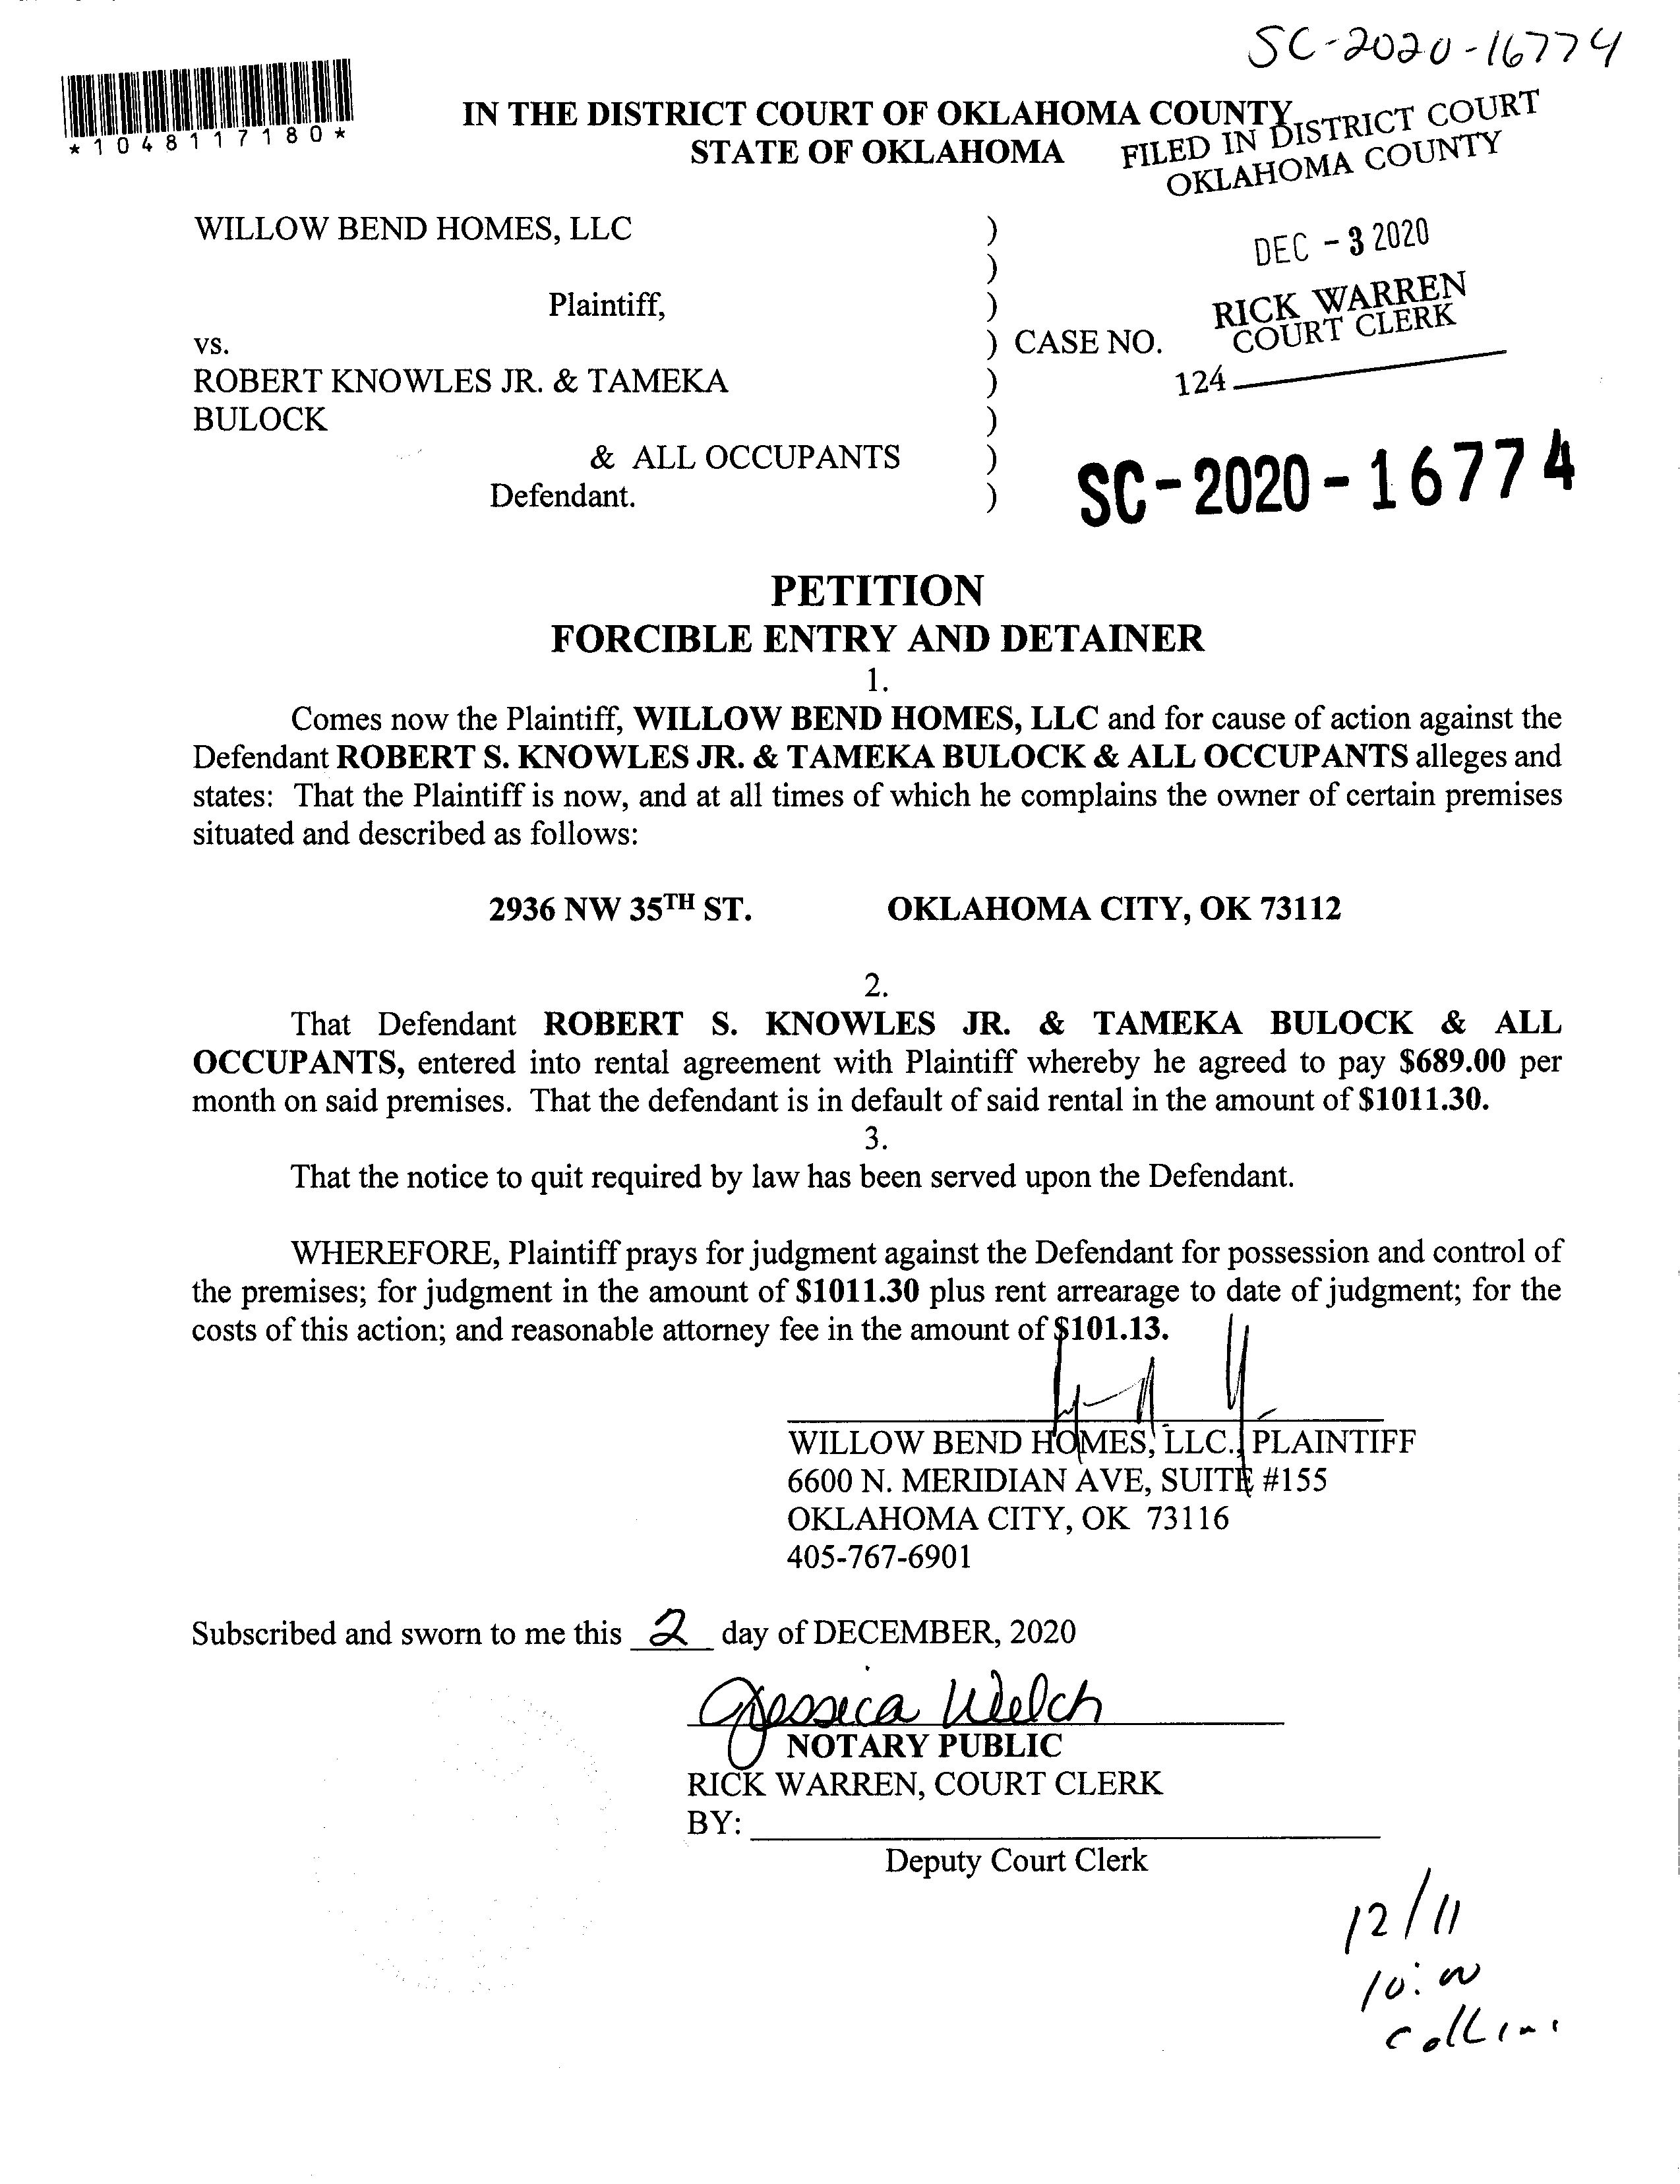 SC-2020-16774
*1048117180*
IN THE DISTRICT COURT OF OKLAHOMA COUNTY
STATE OF OKLAHOMA
FILED IN DISTRICT COURT
OKLAHOMA COUNTY
WILLOW BEND HOMES, LLC )
)
DEC - 3 2020
Plaintiff, )
RICK WARREN
COURT CLERK
vs. ) CASE NO.
ROBERT KNOWLES JR. & TAMEKA )
124
BULOCK )
& ALL OCCUPANTS )
Defendant. )
SC-2020-16774
PETITION
FORCIBLE ENTRY AND DETAINER
1.
Comes now the Plaintiff, WILLOW BEND HOMES, LLC and for cause of action against the
Defendant ROBERT S. KNOWLES JR. & TAMEKA BULOCK & ALL OCCUPANTS alleges and
states: That the Plaintiff is now, and at all times of which he complains the owner of certain premises
situated and described as follows:
2936 NW 35TH ST. OKLAHOMA CITY, OK 73112
2.
That Defendant ROBERT S. KNOWLES JR. & TAMEKA BULOCK & ALL
OCCUPANTS, entered into rental agreement with Plaintiff whereby he agreed to pay $689.00 per
month on said premises. That the defendant is in default of said rental in the amount of $1011.30.
3.
That the notice to quit required by law has been served upon the Defendant.
WHEREFORE, Plaintiff prays for judgment against the Defendant for possession and control of
the premises; for judgment in the amount of $1011.30 plus rent arrearage to date of judgment; for the
costs of this action; and reasonable attorney fee in the amount of $101.13.
WILLOW BEND HOMES, LLC., PLAINTIFF
6600 N. MERIDIAN AVE, SUITE #155
OKLAHOMA CITY, OK 73116
405-767-6901
Subscribed and sworn to me this 2 day of DECEMBER, 2020
Jessica Welch
NOTARY PUBLIC
RICK WARREN, COURT CLERK
BY:
Deputy Court Clerk
12/11
10:00
Collins